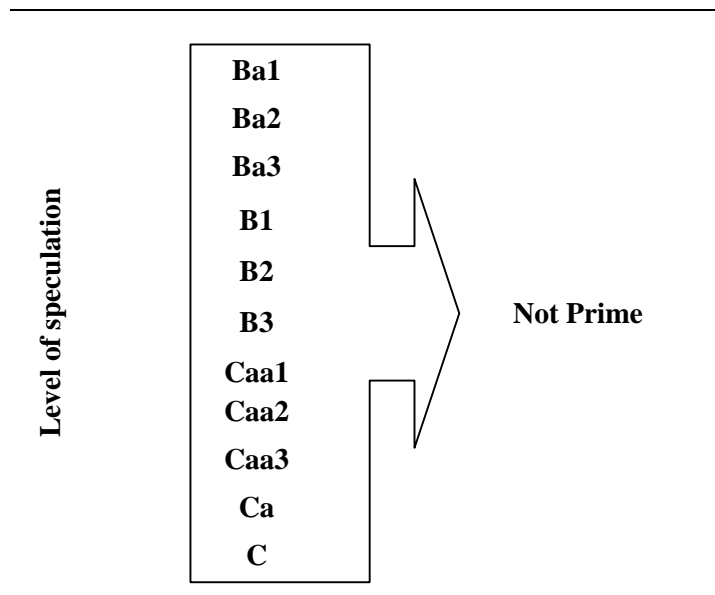 Level of speculation
Ba1
Ba2
Ba3
B1
B2
B3
Caa1
Caa2
Caa3
Ca
C
Not Prime